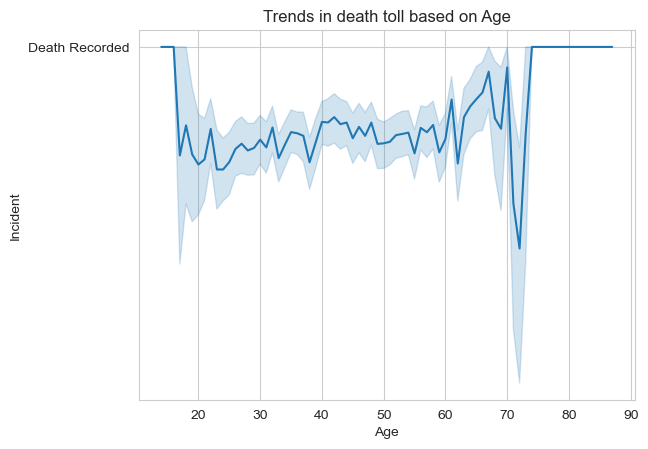 Trends in death toll based on Age
Death Recorded
Incident
20 30 40 50 60 70 80 90
Age